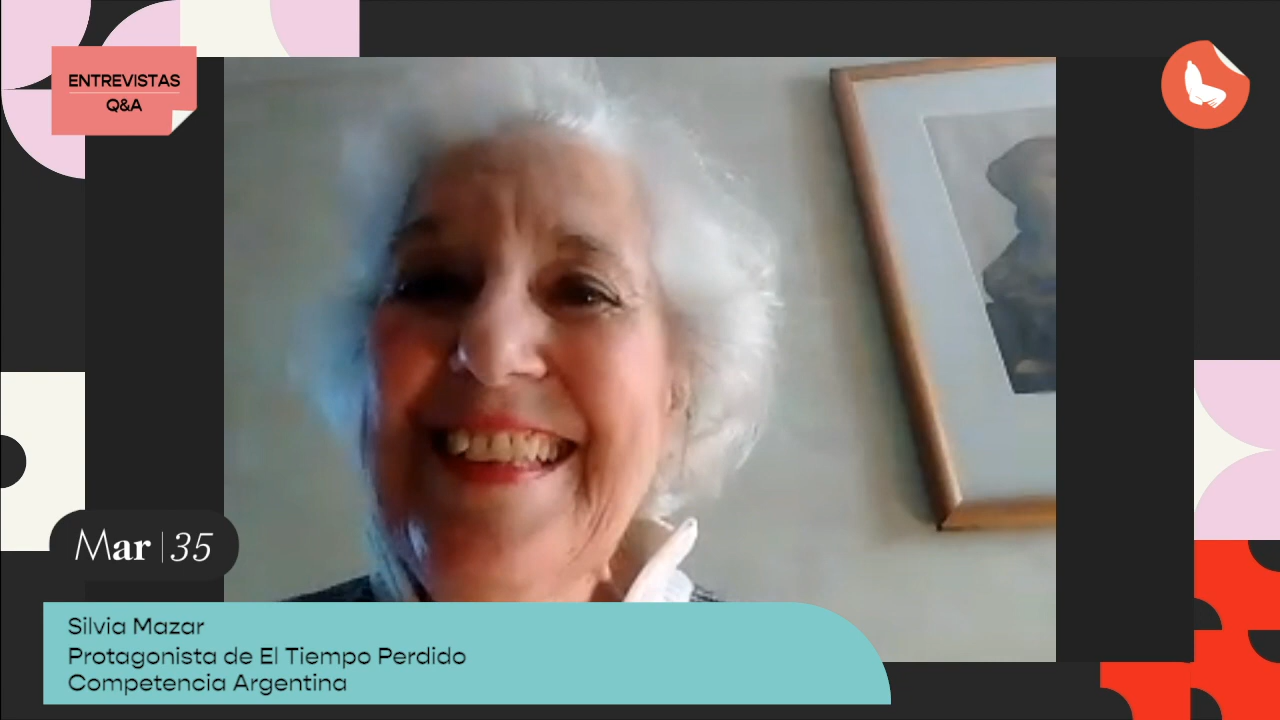 ENTREVISTAS
Q&A
Mar | 35
Silvia Mazar
Protagonista de El Tiempo Perdido
Competencia Argentina